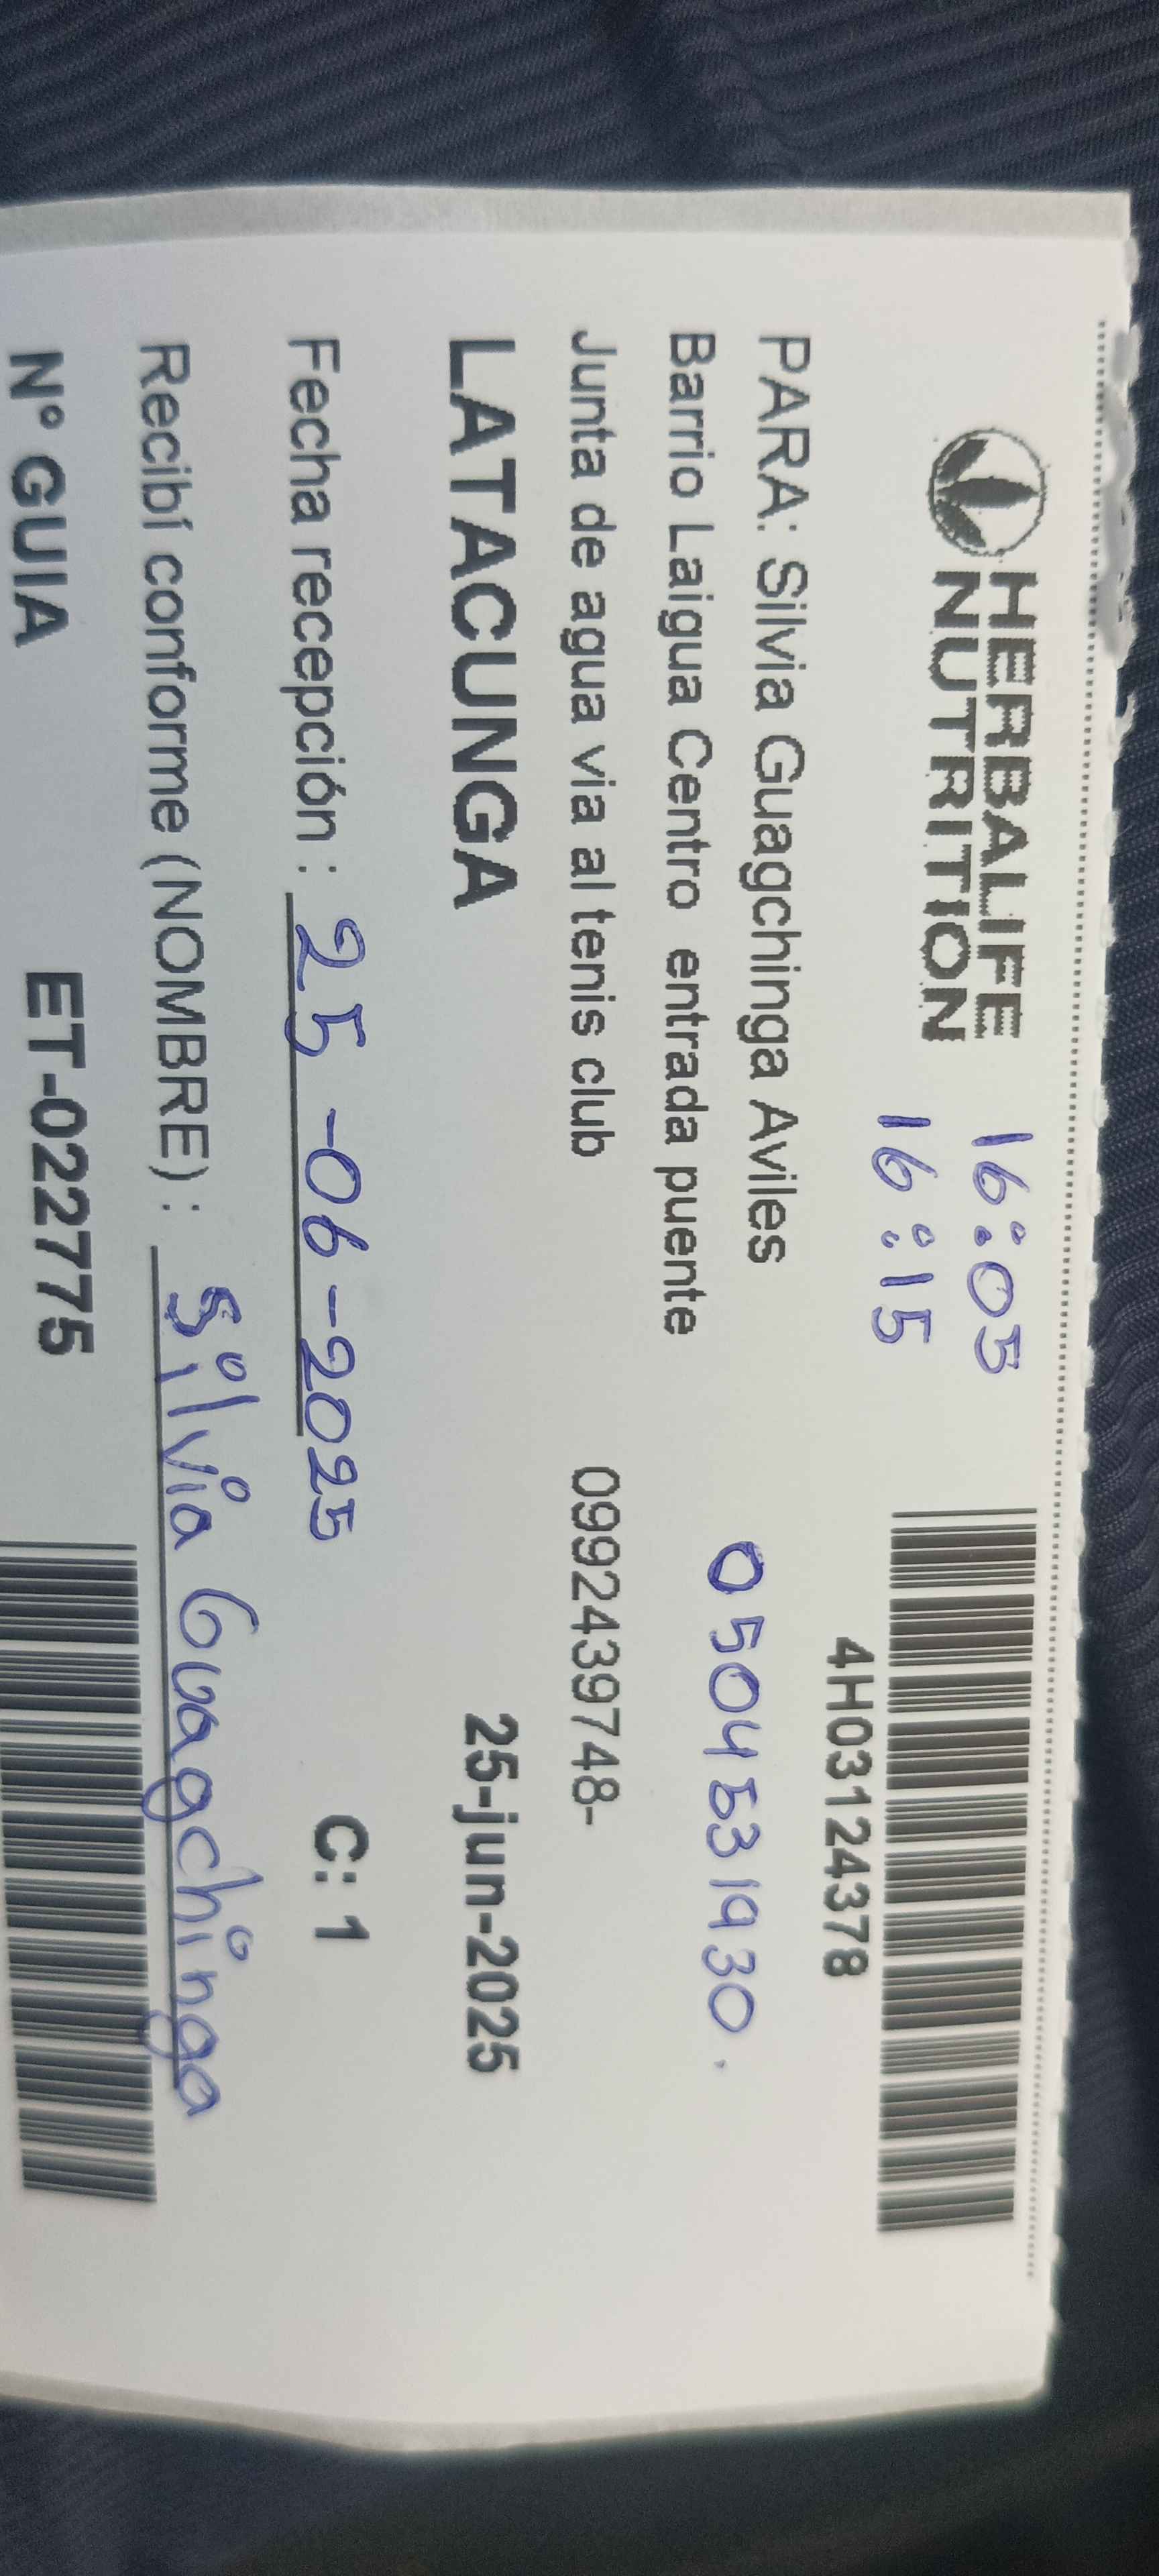 HERBALIFE
NUTRITION
16:05
16:15
4H03124378
PARA: Silvia Guagchinga Aviles
0504531930.
Barrio Laigua Centro entrada puente
Junta de agua via al tenis club 0992439748-
LATACUNGA 25-jun-2025
Fecha recepción : 25-06-2025 C: 1
Recibí conforme (NOMBRE) : Silvia Guagchinga
N° GUIA ET-022775